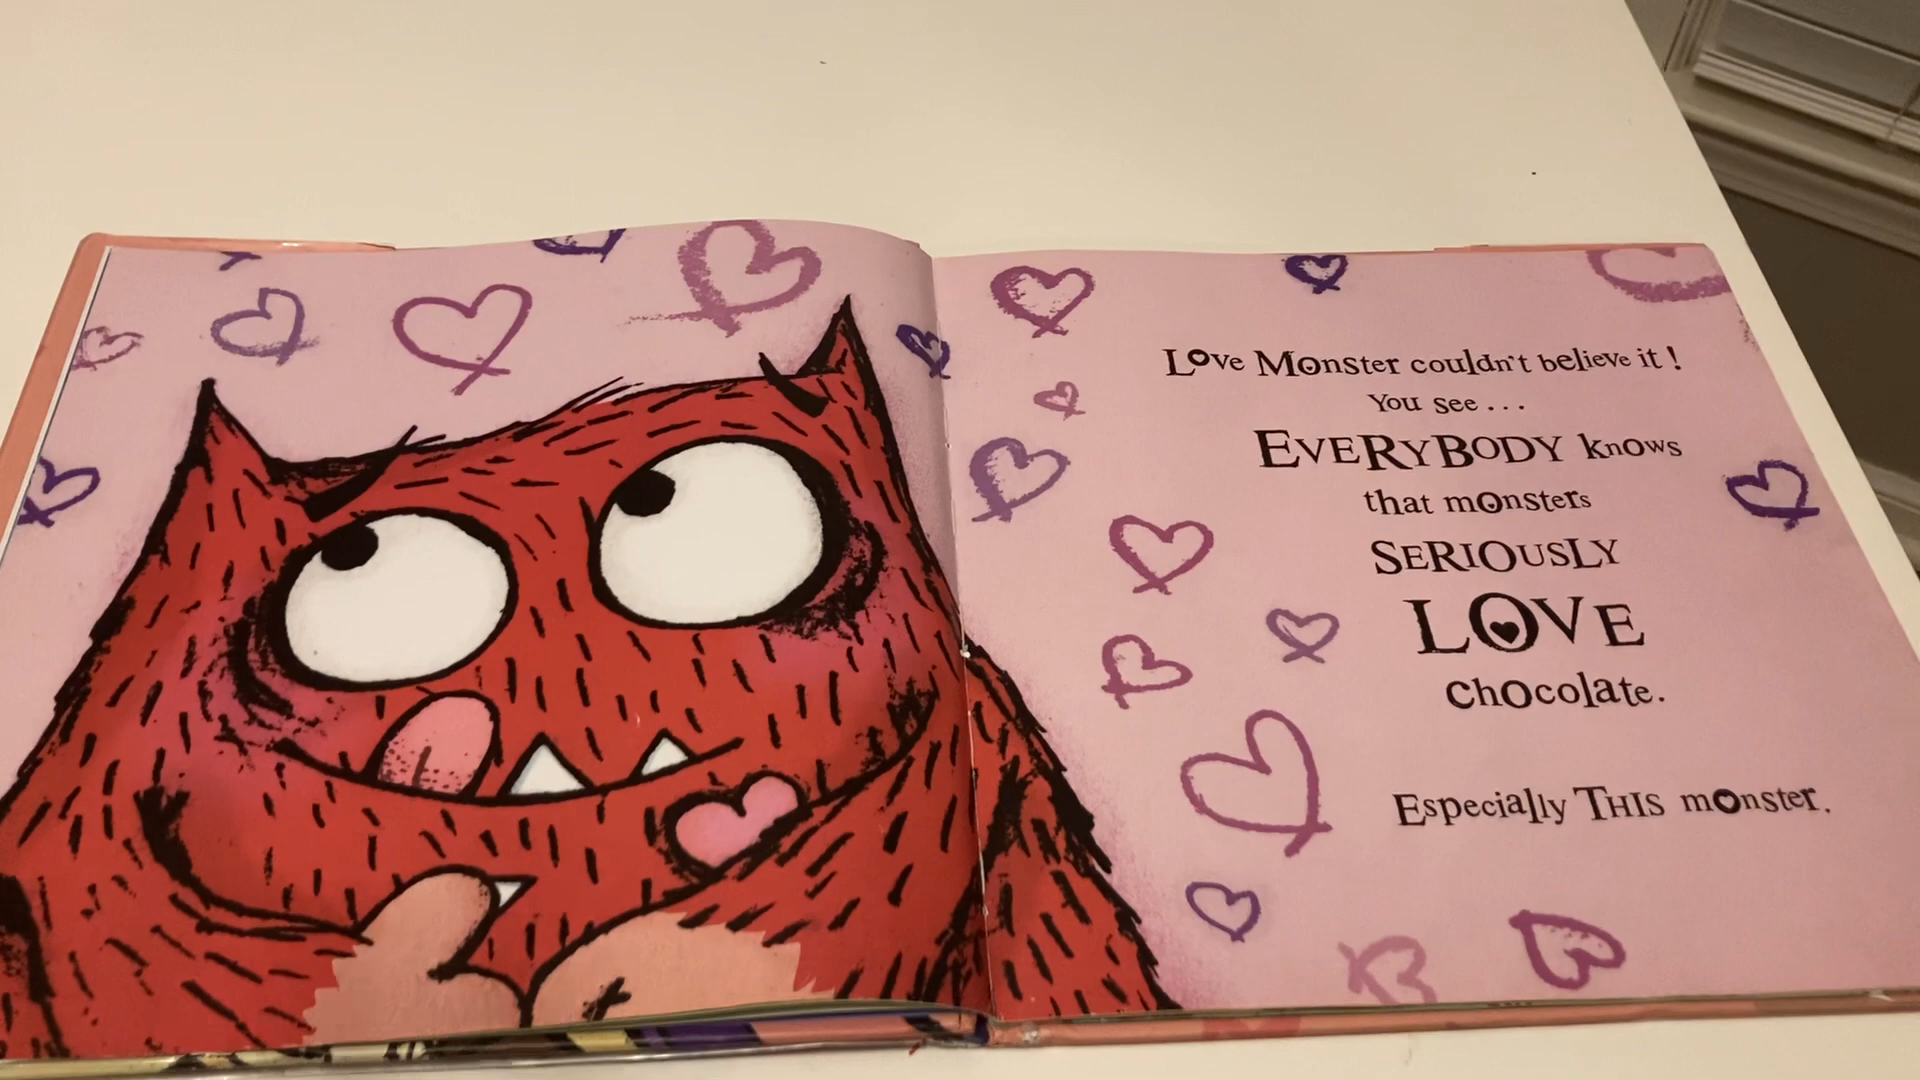 Love Monster couldn't believe it!
You see...
EVERYBODY knows
that monsters
SERIOUSLY
LOVE
chocolate.
Especially THIS monster.